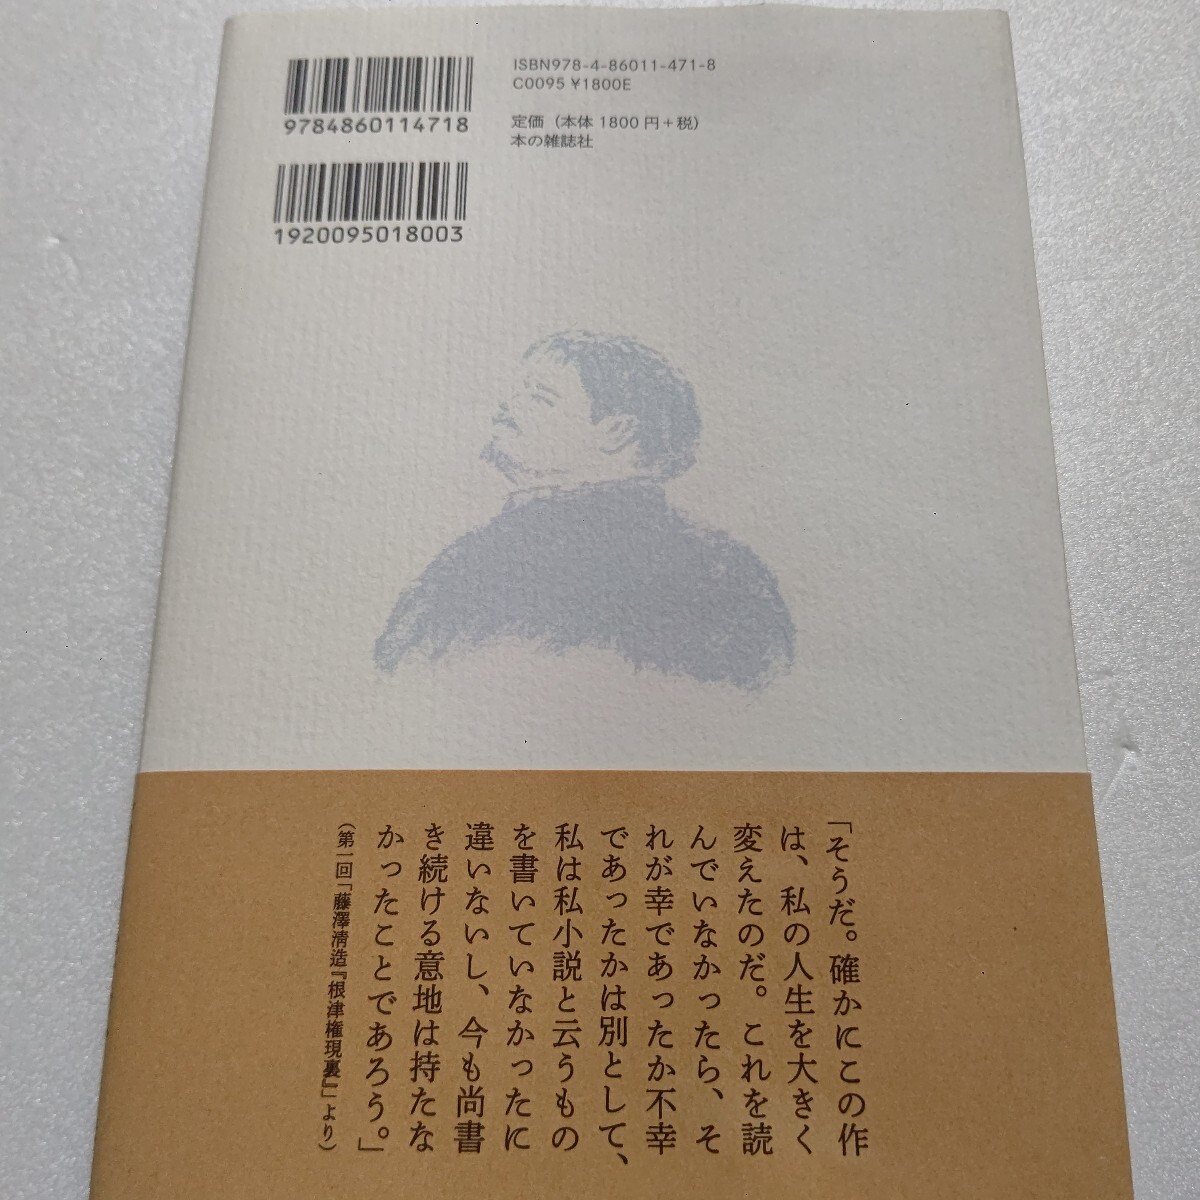 ISBN978-4-86011-471-8
C0095 ¥1800E
9784860114718
定価（本体1800円+税）
本の雑誌社
1920095018003
「そうだ。確かにこの作
は、私の人生を大きく
変えたのだ。これを読
んでいなかったら、そ
れが幸であったか不幸
であったかは別として、
私は私小説と云うもの
を書いていなかったに
違いないし、今も尚書
き続ける意地は持たな
かったことであろう。」
（第一回「藤澤清造『根津権現裏』」より）